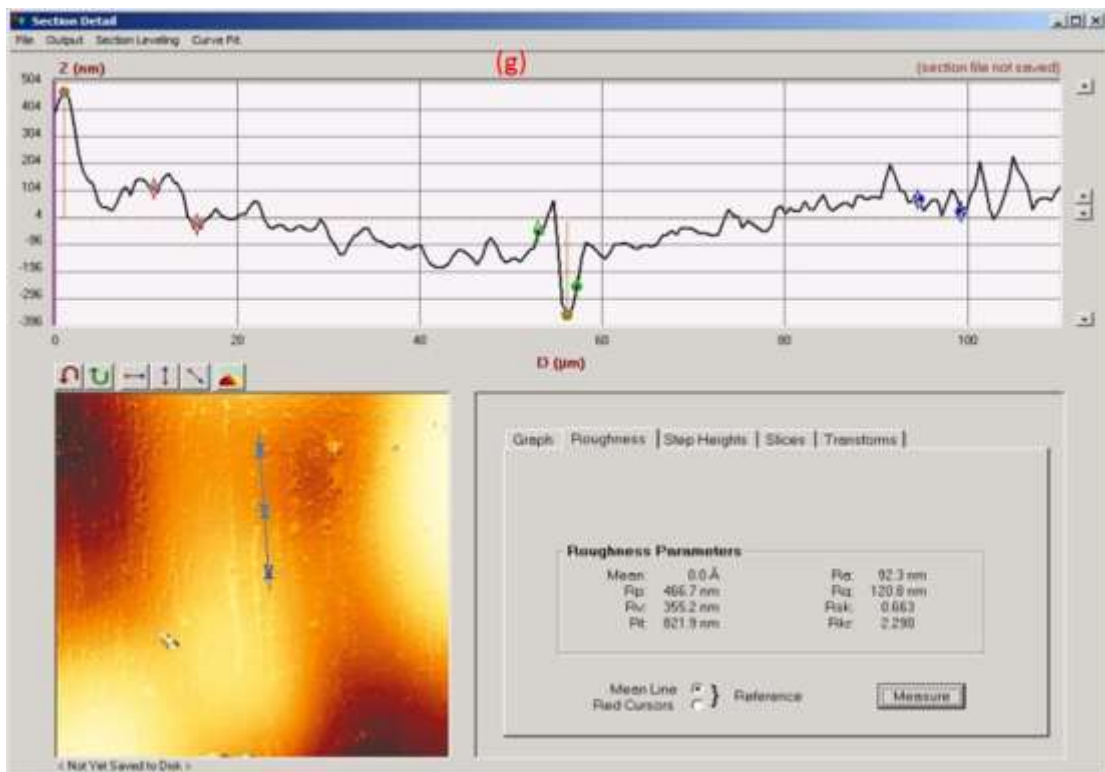 Section Detail
File Output Section Leveling Curve Fit
Z (nm)
(g)
(section file not saved)
504
404
304
204
104
4
-96
-196
-296
-396
0 20 40 60 80 100
D (µm)
Graph Roughness Step Heights Slices Transforms
Roughness Parameters
Mean: 0.0 Å Ra: 92.3 nm
Rp: 466.7 nm Rq: 120.8 nm
Rv: 355.2 nm Rsk: 0.663
Rt: 821.9 nm Rkr: 2.290
Mean Line
Red Cursors
} Reference
Measure
< Not Yet Saved to Disk >